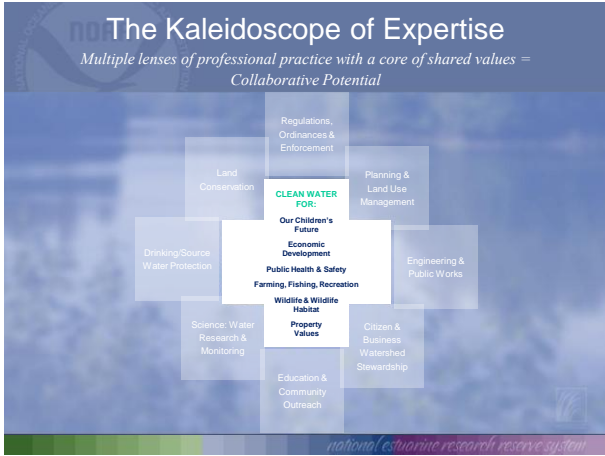 The Kaleidoscope of Expertise
Multiple lenses of professional practice with a core of shared values =
Collaborative Potential
Regulations,
Ordinances &
Enforcement
Land
Conservation
Planning &
Land Use
Management
CLEAN WATER
FOR:
Our Children's
Future
Economic
Development
Public Health & Safety
Farming, Fishing, Recreation
Wildlife & Wildlife
Habitat
Property
Values
Drinking/Source
Water Protection
Engineering &
Public Works
Science: Water
Research &
Monitoring
Citizen &
Business
Watershed
Stewardship
Education &
Community
Outreach
national estuarine research reserve system